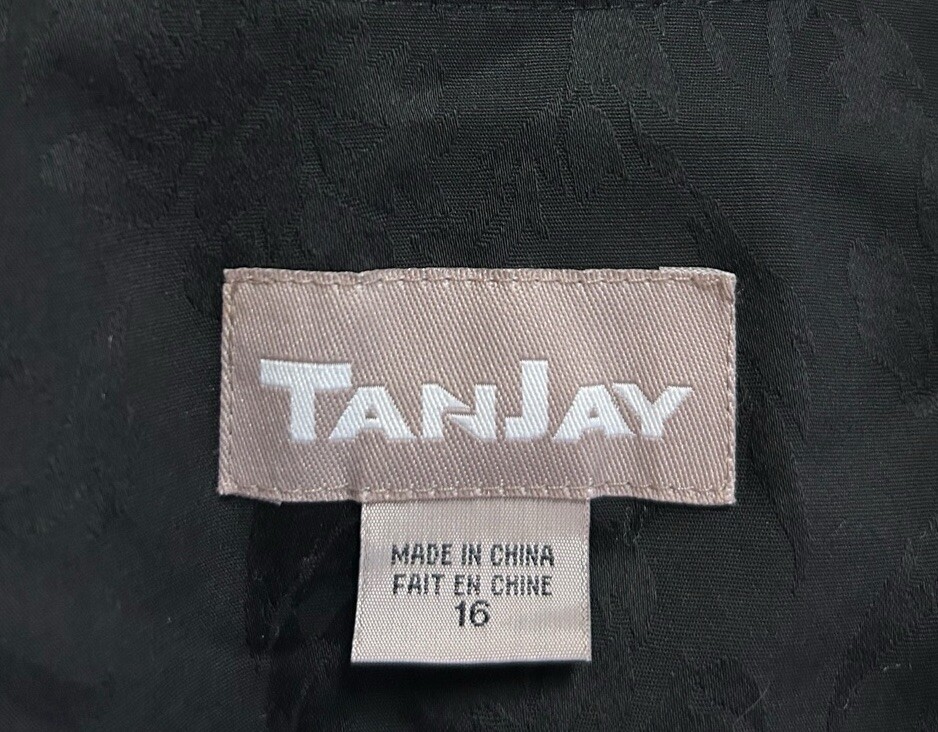 TANJAY
MADE IN CHINA
FAIT EN CHINE
16